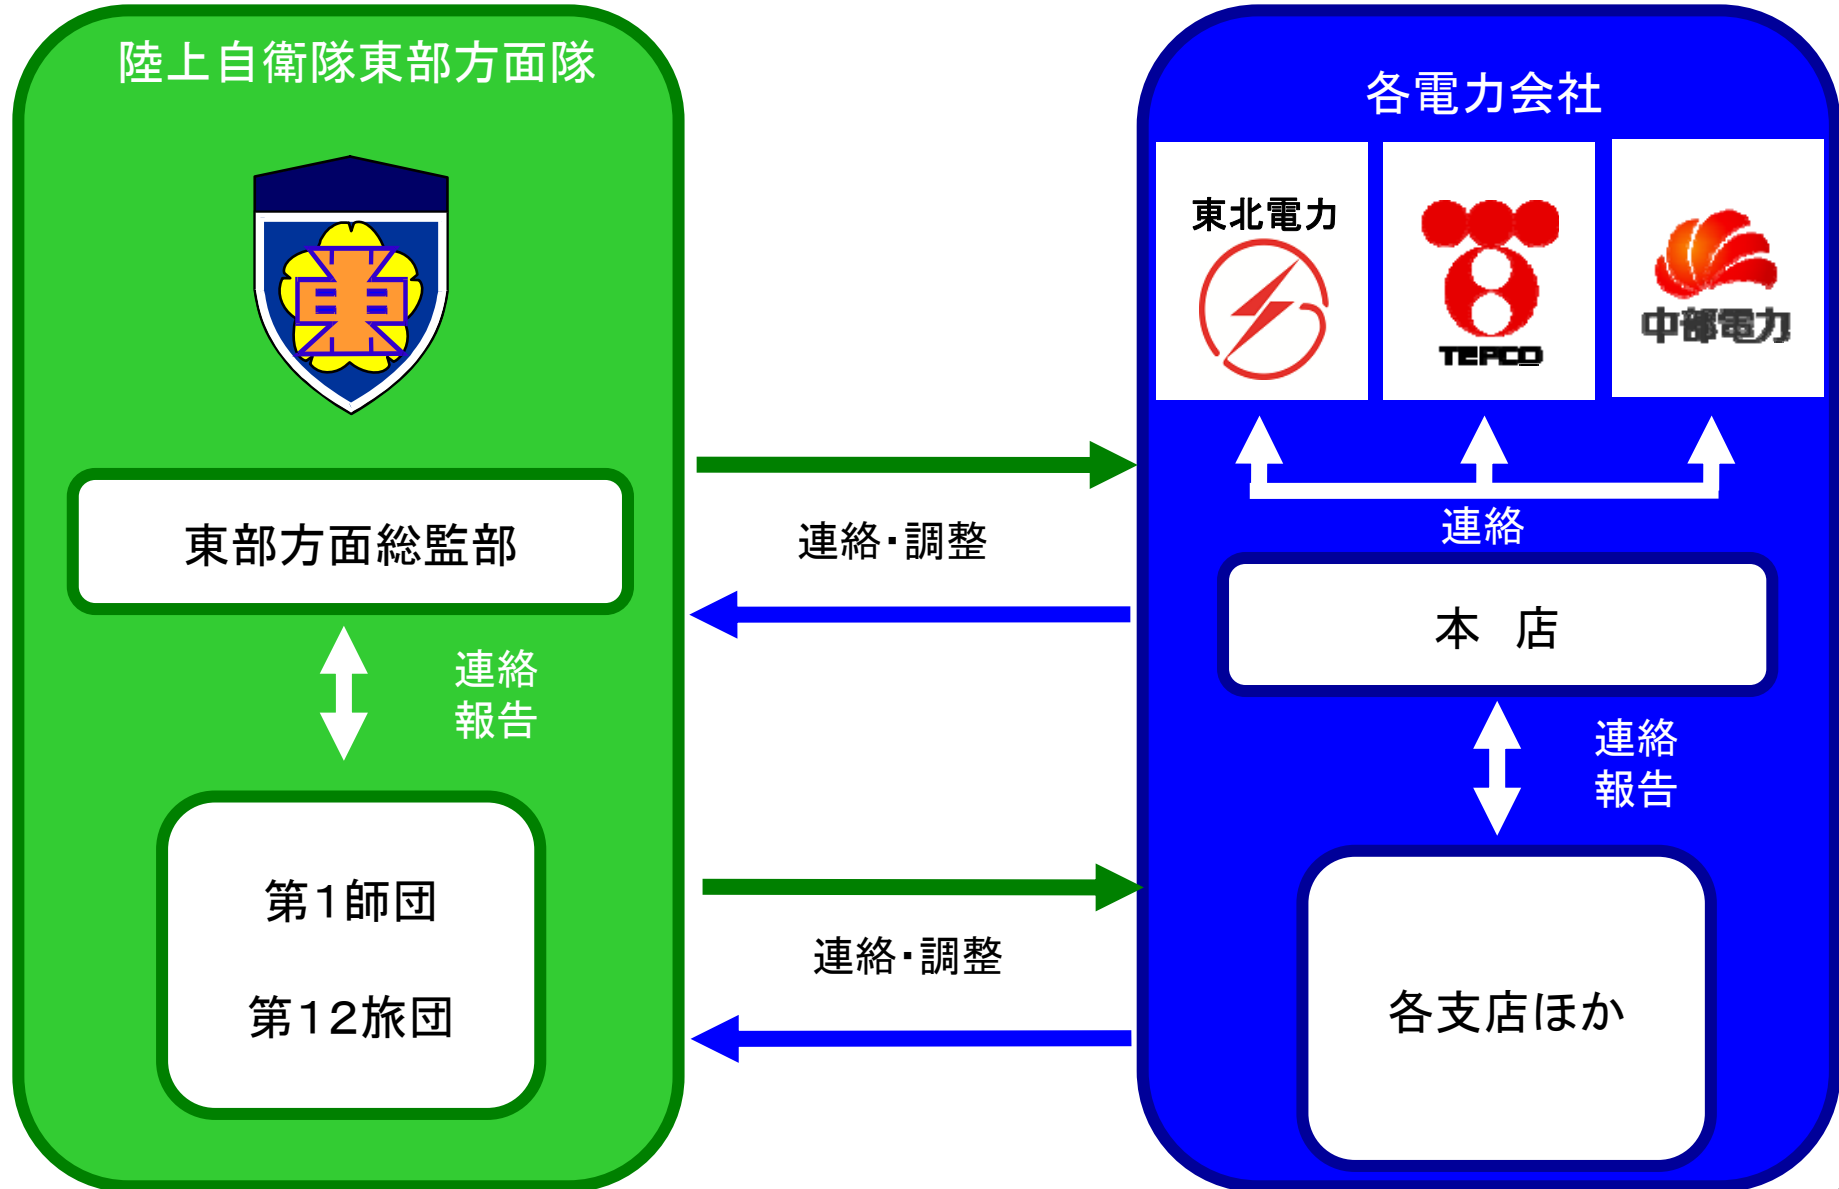 陸上自衛隊東部方面隊
東
東部方面総監部
連絡
報告
第１師団
第１２旅団
連絡・調整
連絡・調整
各電力会社
東北電力
TEPCO
中部電力
連絡
本　店
連絡
報告
各支店ほか